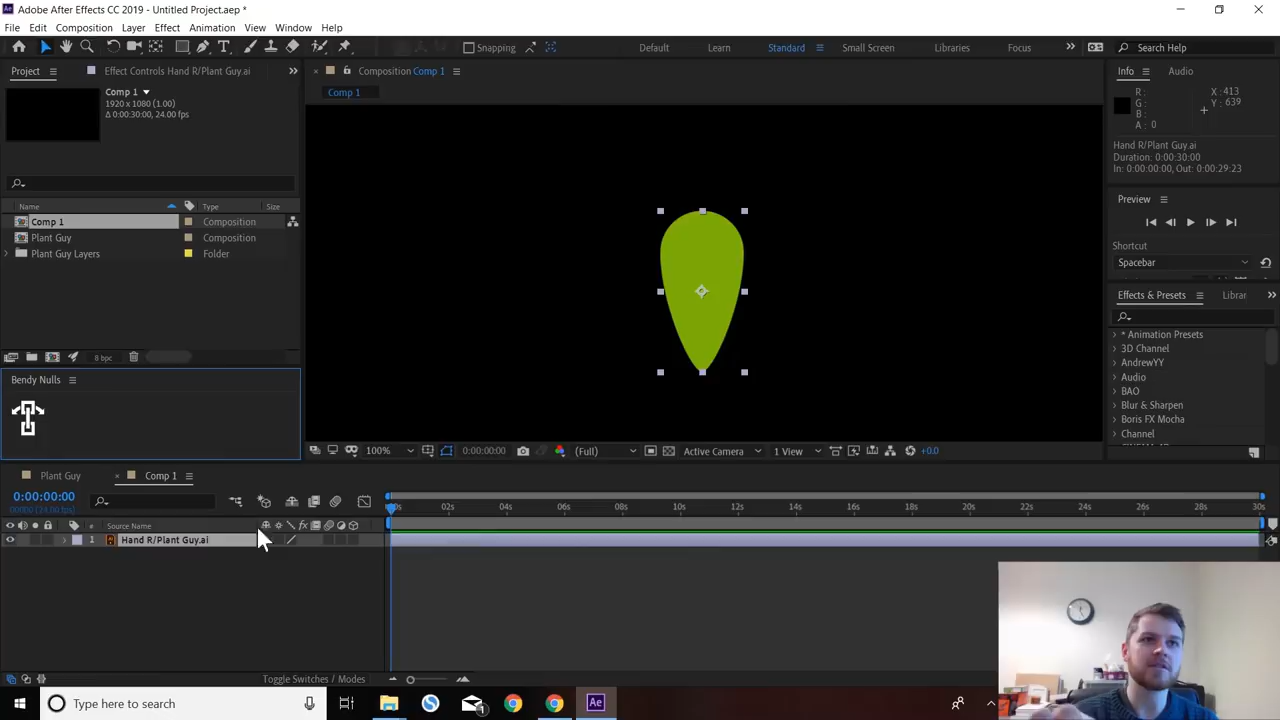 Adobe After Effects CC 2019 - Untitled Project.aep *
File Edit Composition Layer Effect Animation View Window Help
Snapping Default Learn Standard Small Screen Libraries Focus Search Help
Project Effect Controls Hand R/Plant Guy.ai
Composition Comp 1
Info Audio
Comp 1
1920 x 1080 (1.00)
Δ 0:00:30:00, 24.00 fps
Comp 1
R :
G :
B :
A : 0
X : 413
Y : 639
Hand R/Plant Guy.ai
Duration: 0:00:30:00
In: 0:00:00:00, Out: 0:00:29:23
Preview
Shortcut
Spacebar
Name Type Size
Comp 1 Composition
Plant Guy Composition
Plant Guy Layers Folder
8 bpc
Effects & Presets Librar
* Animation Presets
3D Channel
AndrewYY
Audio
BAO
Blur & Sharpen
Boris FX Mocha
Channel
Bendy Nulls
100% 0:00:00:00 (Full) Active Camera 1 View +0.0
Plant Guy Comp 1
0:00:00:00
00000 (24.00 fps)
02s 04s 06s 08s 10s 12s 14s 16s 18s 20s 22s 24s 26s 28s 30s
# Source Name
1 Hand R/Plant Guy.ai
Toggle Switches / Modes
Type here to search
Ae